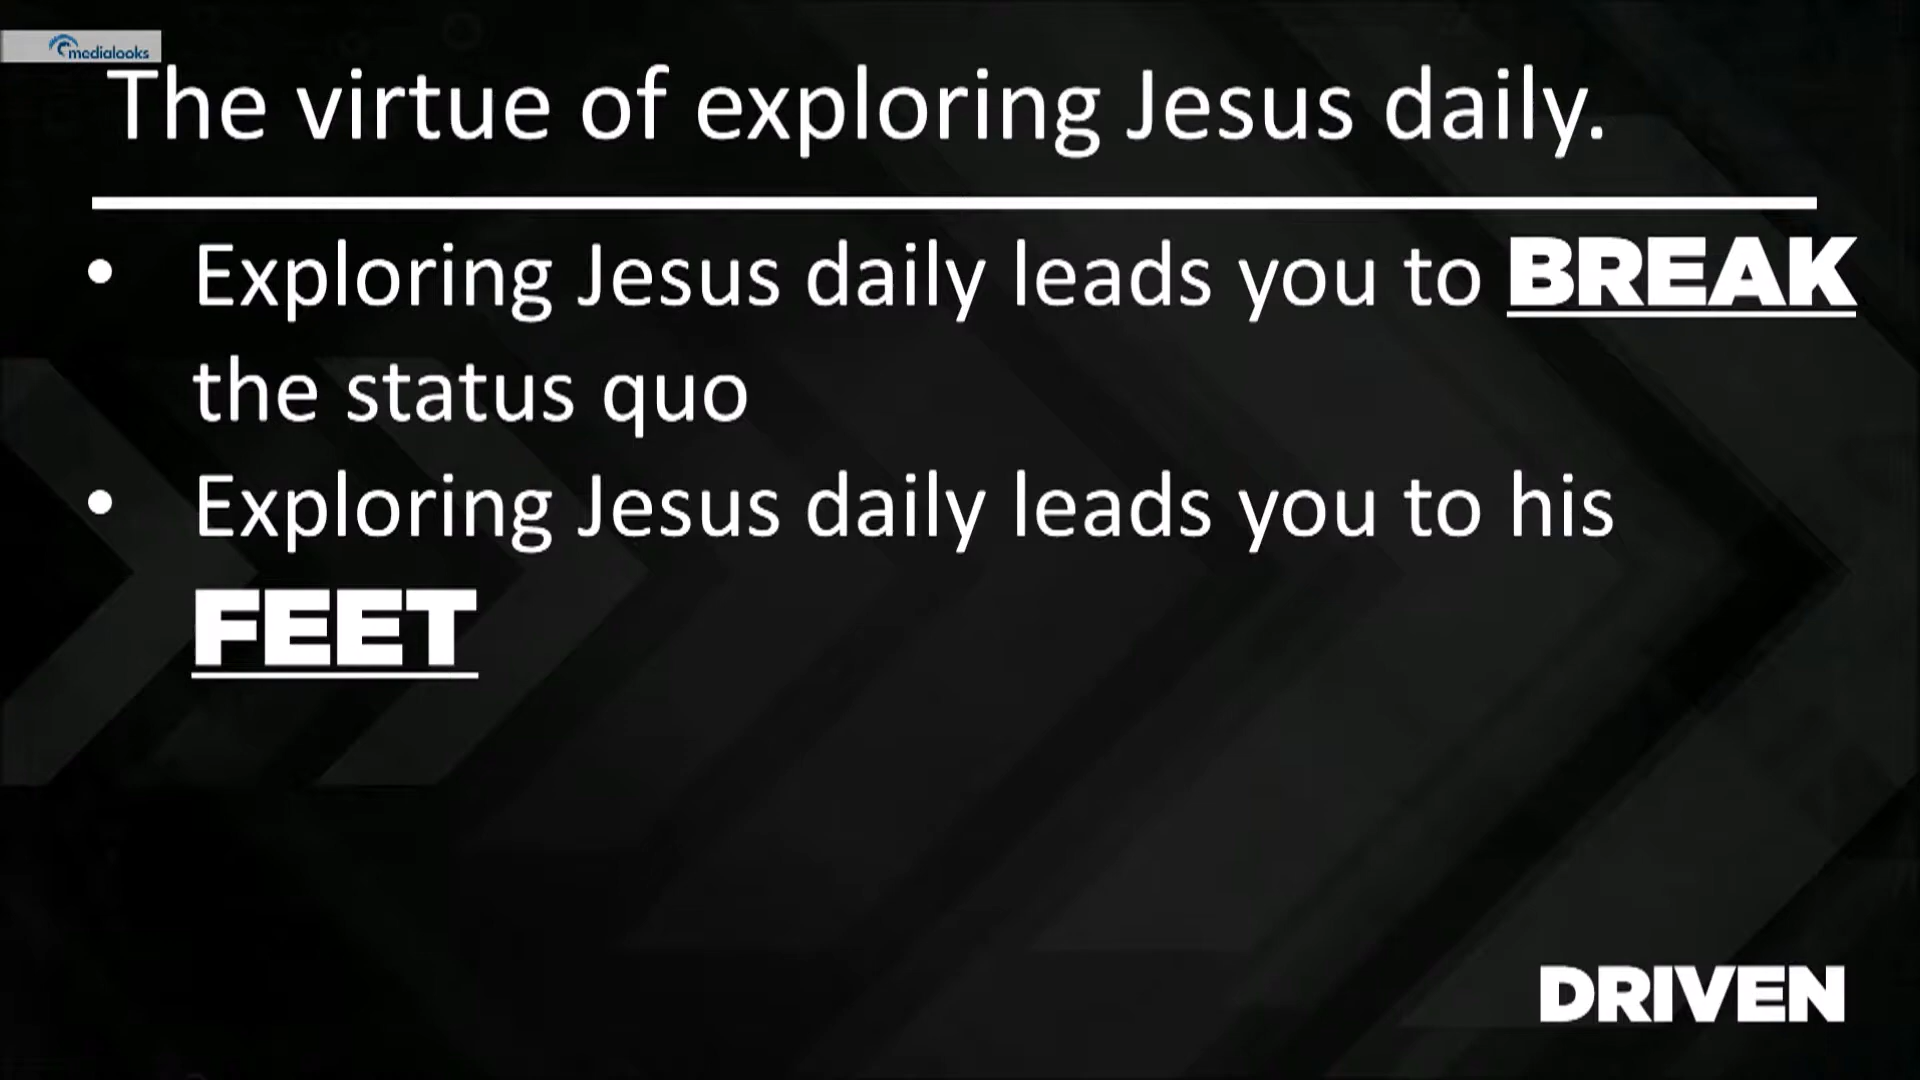 medialooks
The virtue of exploring Jesus daily.
• Exploring Jesus daily leads you to BREAK
the status quo
• Exploring Jesus daily leads you to his
FEET
DRIVEN